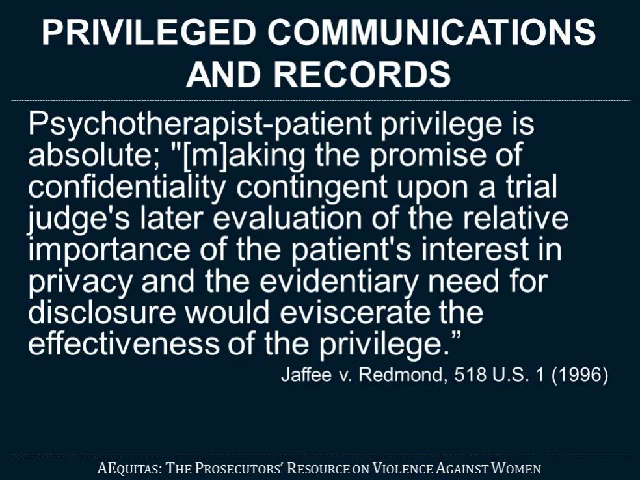 PRIVILEGED COMMUNICATIONS
AND RECORDS
Psychotherapist-patient privilege is
absolute; "[m]aking the promise of
confidentiality contingent upon a trial
judge's later evaluation of the relative
importance of the patient's interest in
privacy and the evidentiary need for
disclosure would eviscerate the
effectiveness of the privilege.”
Jaffee v. Redmond, 518 U.S. 1 (1996)
AEQUITAS: THE PROSECUTORS’ RESOURCE ON VIOLENCE AGAINST WOMEN